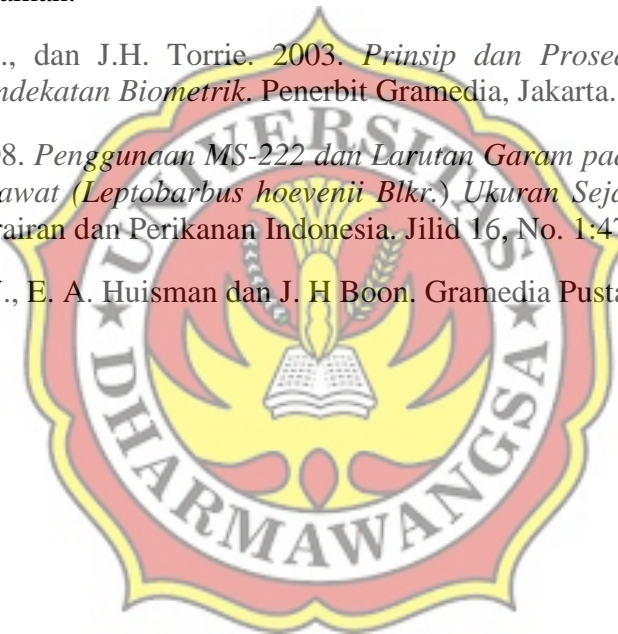 ., dan J.H. Torrie. 2003. Prinsip dan Prosed
ndekatan Biometrik. Penerbit Gramedia, Jakarta.
08. Penggunaan MS-222 dan Larutan Garam pad
awat (Leptobarbus hoevenii Blkr.) Ukuran Seja
rairan dan Perikanan Indonesia. Jilid 16, No. 1:47
., E. A. Huisman dan J. H Boon. Gramedia Pusta
UNIVERSITAS
DHARMAWANGSA